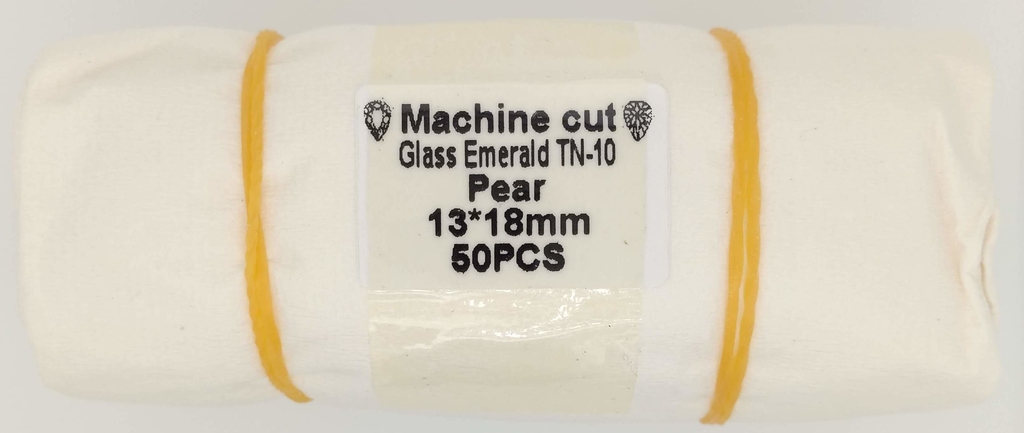 Machine cut
Glass Emerald TN-10
Pear
13*18mm
50PCS